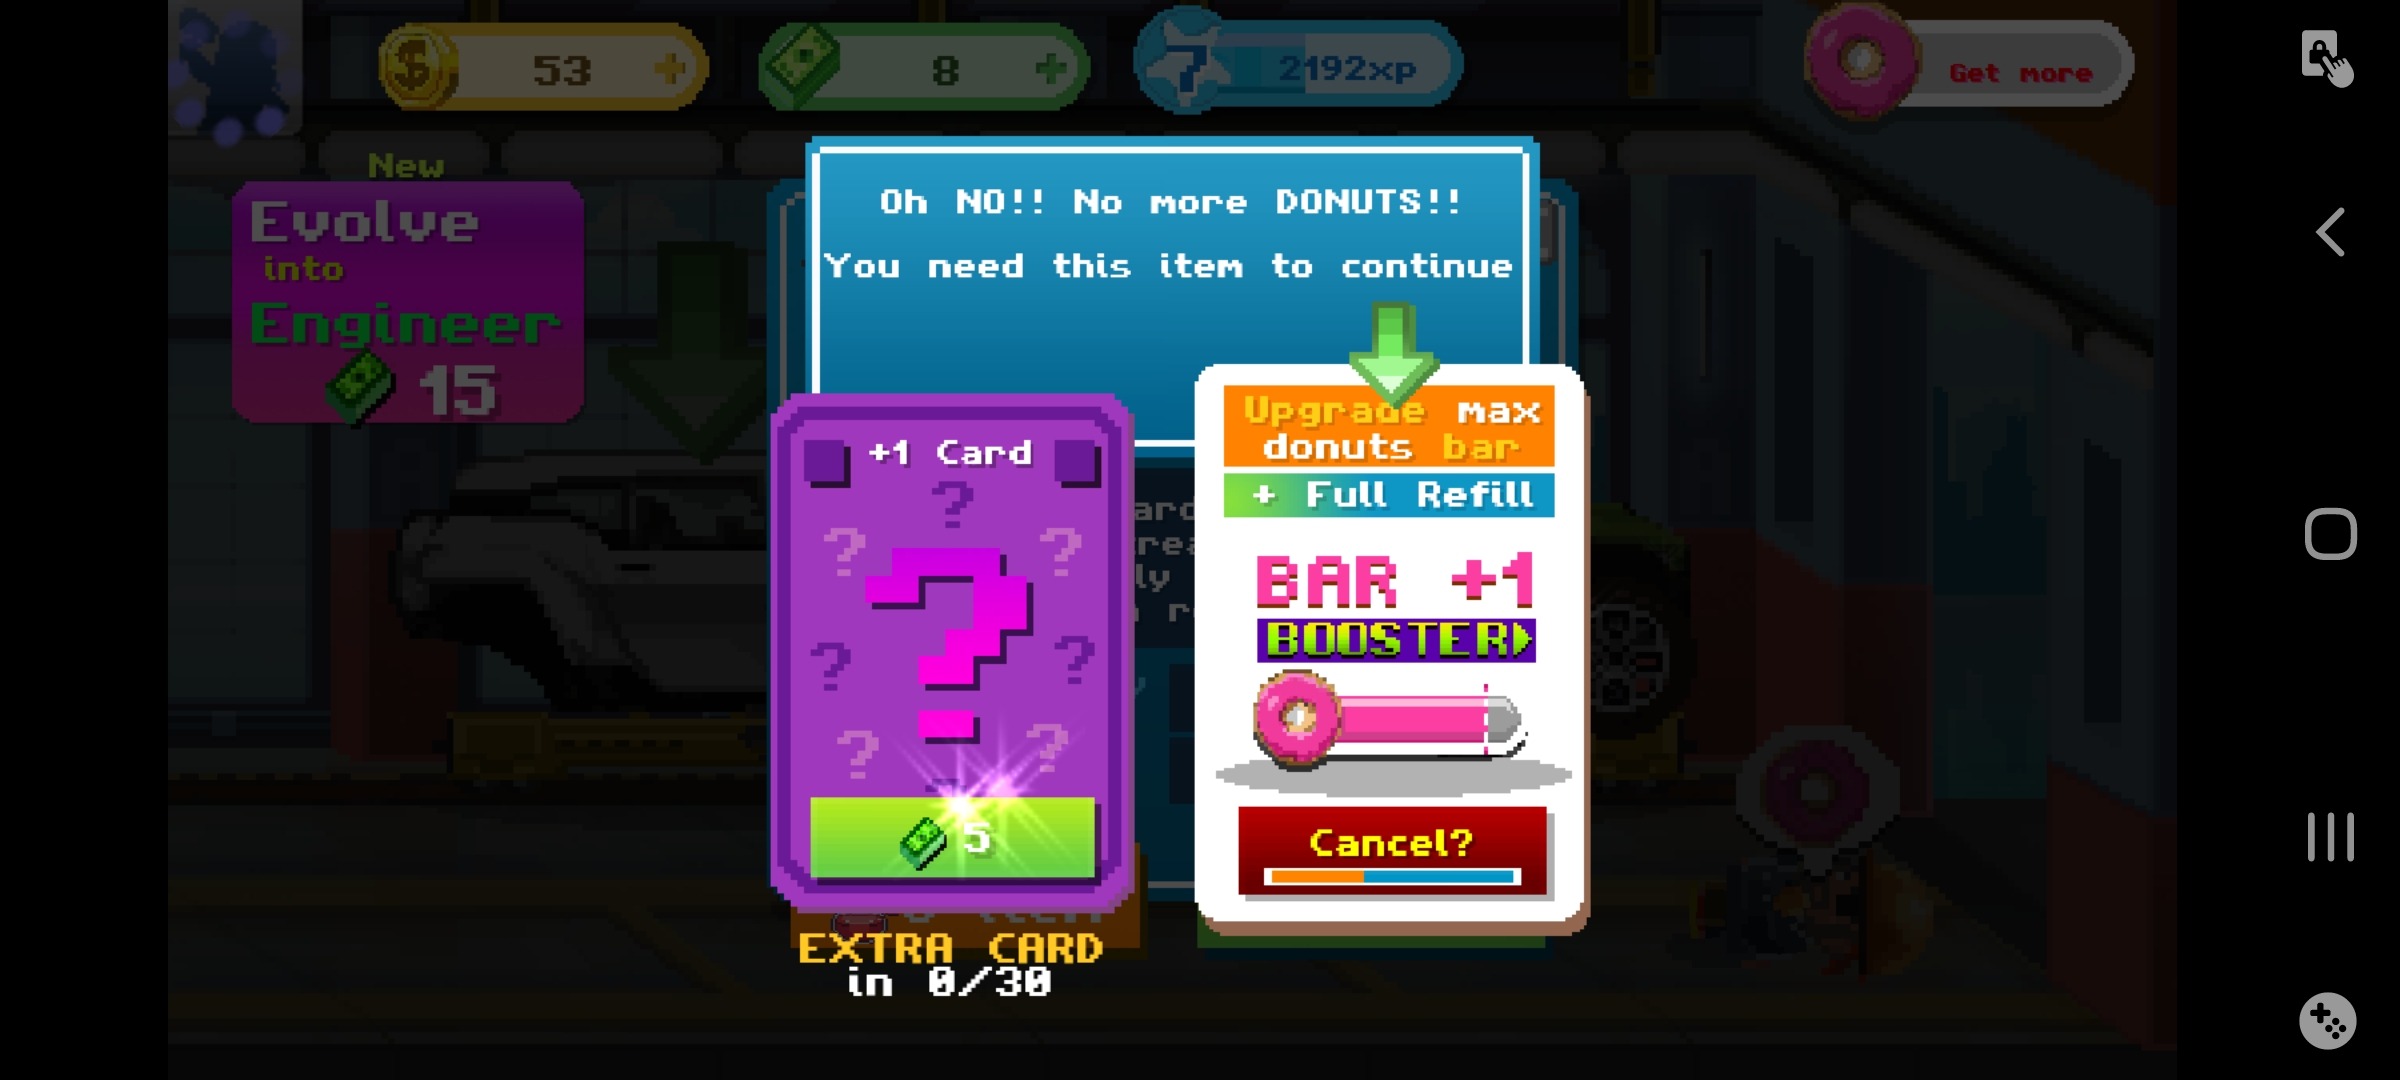 53 +
8 +
7 2192xp
Get more
New
Evolve
into
Engineer
15
Oh NO!! No more DONUTS!!
You need this item to continue
+1 Card
?
5
EXTRA CARD
in 0/30
Upgrade max
donuts bar
+ Full Refill
BAR +1
BOOSTER
Cancel?